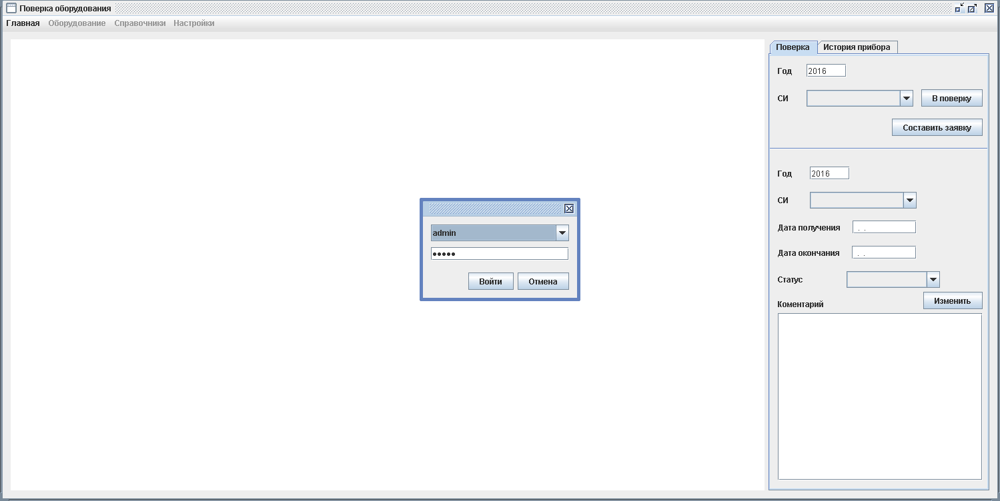 Поверка оборудования
Главная Оборудование Справочники Настройки
Поверка История прибора
Год 2016
СИ В поверку
Составить заявку
Год 2016
СИ
Дата получения . .
Дата окончания . .
Статус
Изменить
Коментарий
admin
•••••
Войти Отмена